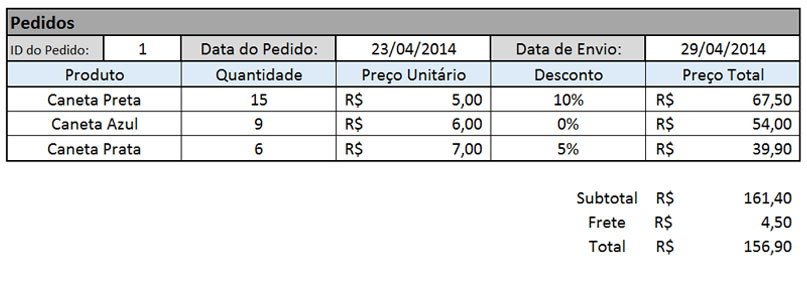 Pedidos
ID do Pedido: 1 Data do Pedido: 23/04/2014 Data de Envio: 29/04/2014
Produto Quantidade Preço Unitário Desconto Preço Total
Caneta Preta 15 R$ 5,00 10% R$ 67,50
Caneta Azul 9 R$ 6,00 0% R$ 54,00
Caneta Prata 6 R$ 7,00 5% R$ 39,90
Subtotal R$ 161,40
Frete R$ 4,50
Total R$ 156,90